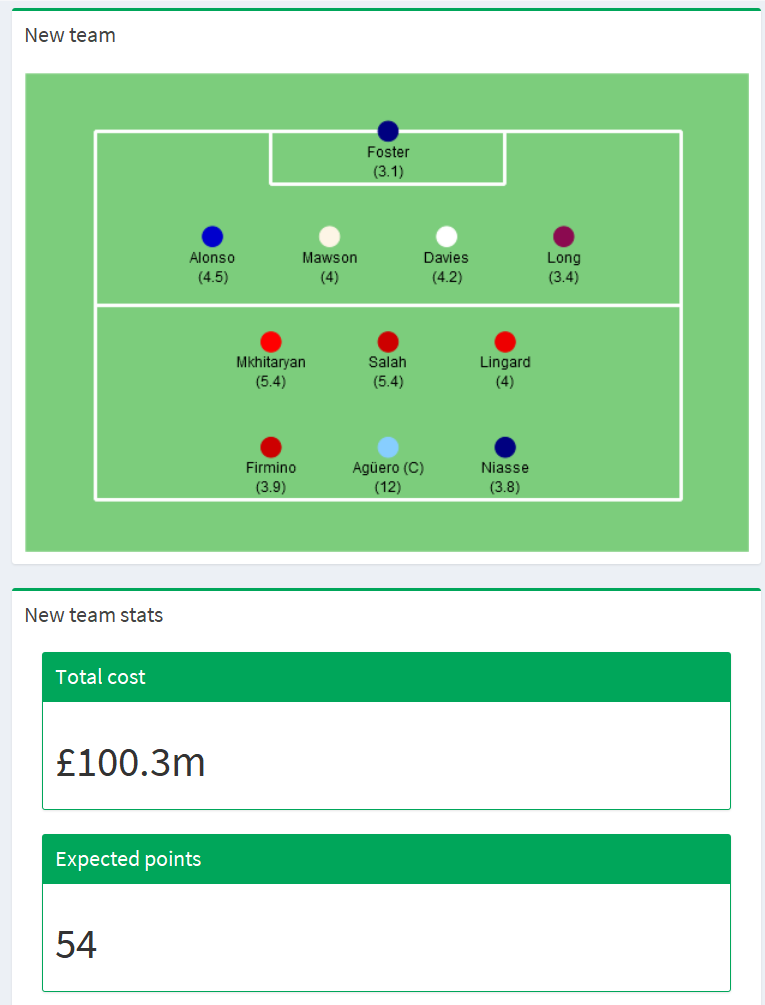 New team
Foster
(3.1)
Alonso Mawson Davies Long
(4.5) (4) (4.2) (3.4)
Mkhitaryan Salah Lingard
(5.4) (5.4) (4)
Firmino Agüero (C) Niasse
(3.9) (12) (3.8)
New team stats
Total cost
£100.3m
Expected points
54